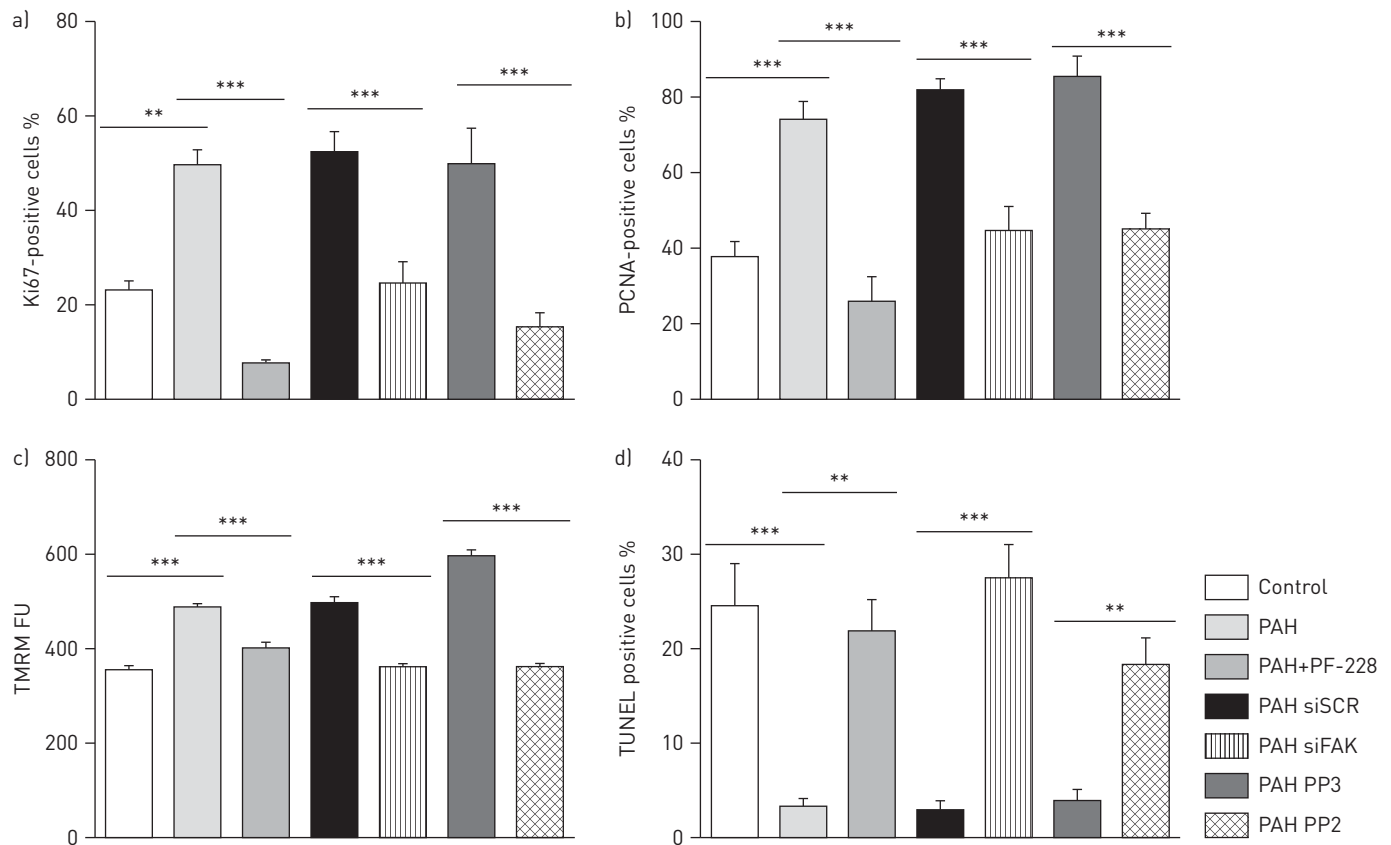 a)
80
60
40
20
0
Ki67-positive cells %
**
***
***
***
b)
100
80
60
40
20
0
PCNA-positive cells %
***
***
***
***
c)
800
600
400
200
0
TMRM FU
***
***
***
***
d)
40
30
20
10
0
TUNEL positive cells %
***
**
***
**
Control
PAH
PAH+PF-228
PAH siSCR
PAH siFAK
PAH PP3
PAH PP2